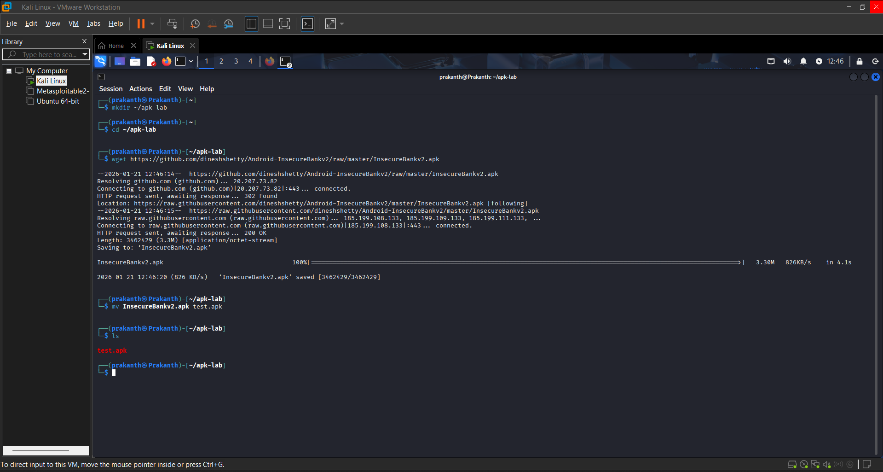 Kali Linux - VMware Workstation
File Edit View VM Tabs Help
Library
Type here to sea...
My Computer
Kali Linux
Metasploitable2-
Ubuntu 64-bit
Home
Kali Linux
1 2 3 4
12:46
prakanth@Prakanth: ~/apk-lab
Session Actions Edit View Help
┌──(prakanth㉿Prakanth)-[~]
└─$ mkdir ~/apk-lab
┌──(prakanth㉿Prakanth)-[~]
└─$ cd ~/apk-lab
┌──(prakanth㉿Prakanth)-[~/apk-lab]
└─$ wget https://github.com/dineshshetty/Android-InsecureBankv2/raw/master/InsecureBankv2.apk
--2026-01-21 12:46:14-- https://github.com/dineshshetty/Android-InsecureBankv2/raw/master/InsecureBankv2.apk
Resolving github.com (github.com)... 20.207.73.82
Connecting to github.com (github.com)|20.207.73.82|:443... connected.
HTTP request sent, awaiting response... 302 Found
Location: https://raw.githubusercontent.com/dineshshetty/Android-InsecureBankv2/master/InsecureBankv2.apk [following]
--2026-01-21 12:46:15-- https://raw.githubusercontent.com/dineshshetty/Android-InsecureBankv2/master/InsecureBankv2.apk
Resolving raw.githubusercontent.com (raw.githubusercontent.com)... 185.199.108.133, 185.199.109.133, 185.199.111.133, ...
Connecting to raw.githubusercontent.com (raw.githubusercontent.com)|185.199.108.133|:443... connected.
HTTP request sent, awaiting response... 200 OK
Length: 3462429 (3.3M) [application/octet-stream]
Saving to: 'InsecureBankv2.apk'
InsecureBankv2.apk 100%[==================================================>] 3.30M 826KB/s in 4.1s
2026-01-21 12:46:20 (826 KB/s) - 'InsecureBankv2.apk' saved [3462429/3462429]
┌──(prakanth㉿Prakanth)-[~/apk-lab]
└─$ mv InsecureBankv2.apk test.apk
┌──(prakanth㉿Prakanth)-[~/apk-lab]
└─$ ls
test.apk
┌──(prakanth㉿Prakanth)-[~/apk-lab]
└─$
To direct input to this VM, move the mouse pointer inside or press Ctrl+G.